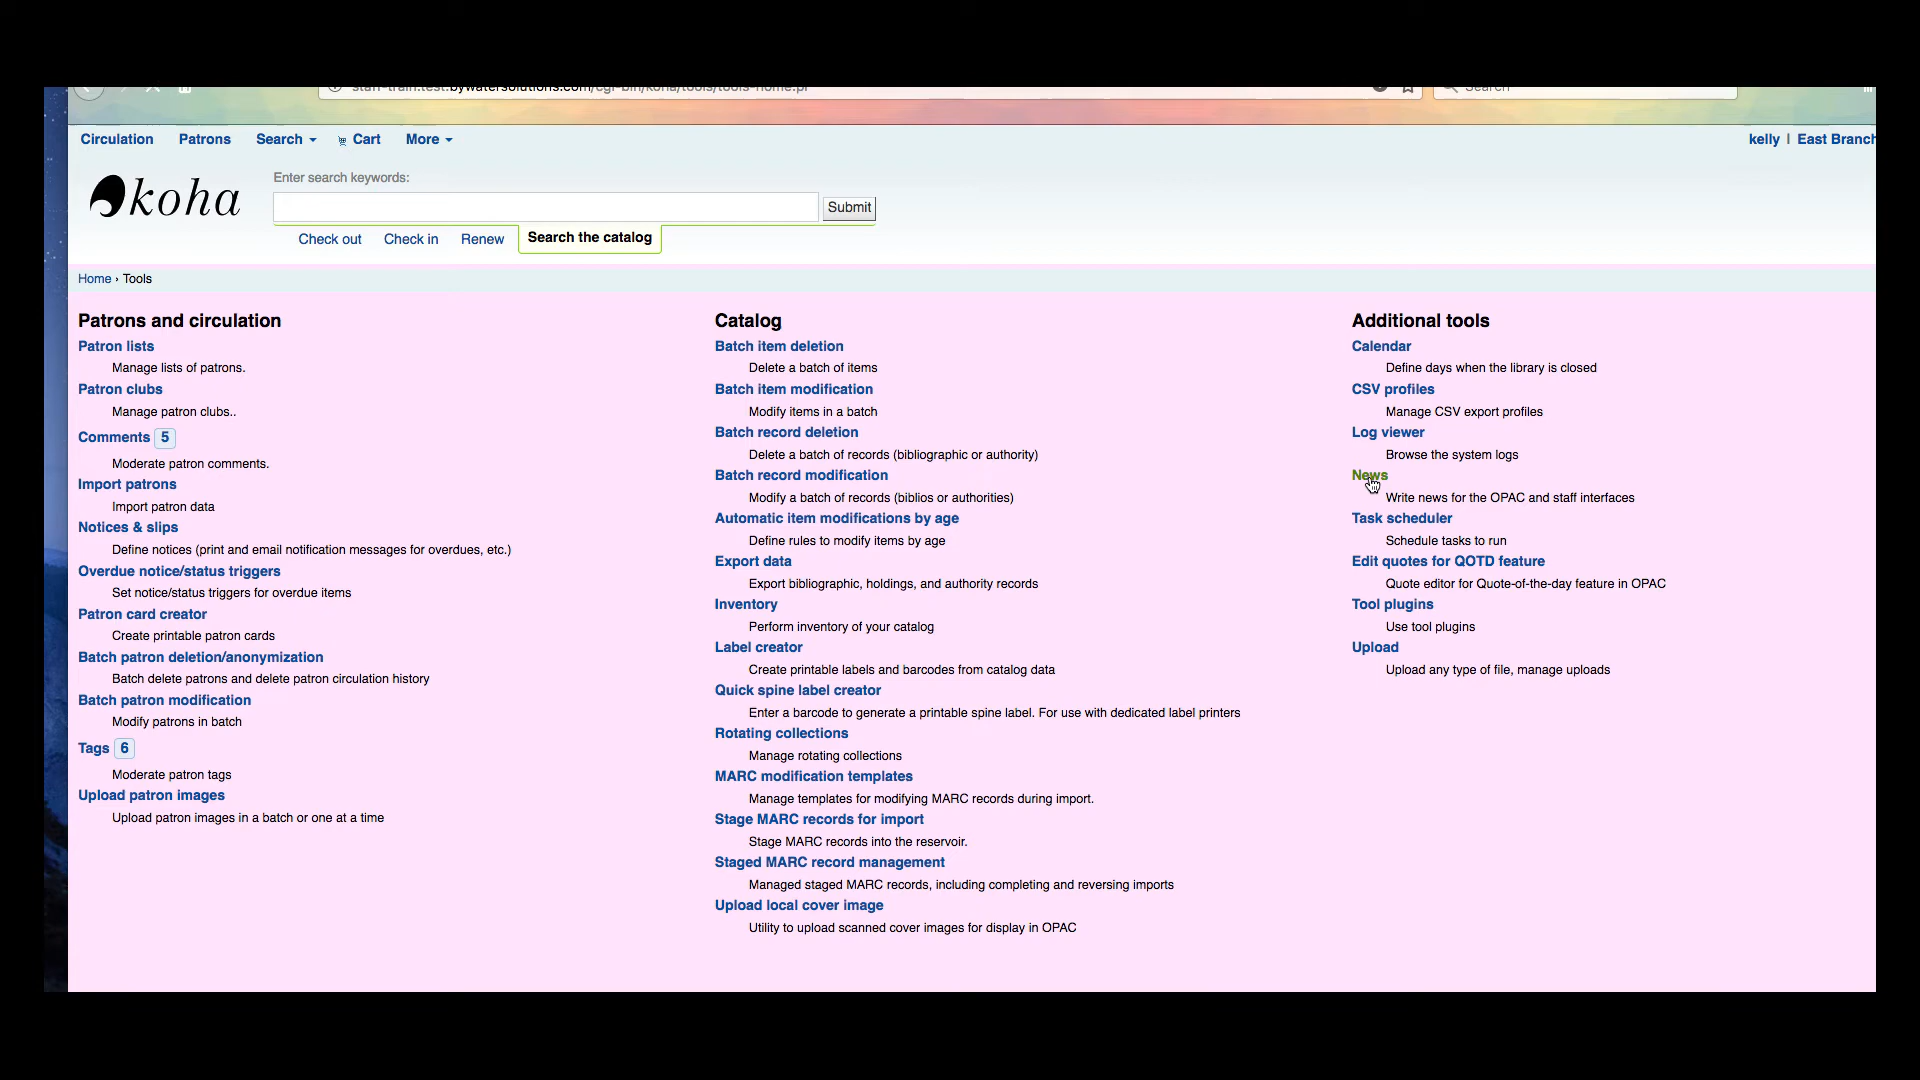 staff-train.test.bywatersolutions.com/cgi-bin/koha/tools/tools-home.pl
Search
Circulation Patrons Search Cart More
kelly | East Branch
koha
Enter search keywords:
Submit
Check out Check in Renew Search the catalog
Home › Tools
Patrons and circulation
Patron lists
Manage lists of patrons.
Patron clubs
Manage patron clubs..
Comments 5
Moderate patron comments.
Import patrons
Import patron data
Notices & slips
Define notices (print and email notification messages for overdues, etc.)
Overdue notice/status triggers
Set notice/status triggers for overdue items
Patron card creator
Create printable patron cards
Batch patron deletion/anonymization
Batch delete patrons and delete patron circulation history
Batch patron modification
Modify patrons in batch
Tags 6
Moderate patron tags
Upload patron images
Upload patron images in a batch or one at a time
Catalog
Batch item deletion
Delete a batch of items
Batch item modification
Modify items in a batch
Batch record deletion
Delete a batch of records (bibliographic or authority)
Batch record modification
Modify a batch of records (biblios or authorities)
Automatic item modifications by age
Define rules to modify items by age
Export data
Export bibliographic, holdings, and authority records
Inventory
Perform inventory of your catalog
Label creator
Create printable labels and barcodes from catalog data
Quick spine label creator
Enter a barcode to generate a printable spine label. For use with dedicated label printers
Rotating collections
Manage rotating collections
MARC modification templates
Manage templates for modifying MARC records during import.
Stage MARC records for import
Stage MARC records into the reservoir.
Staged MARC record management
Managed staged MARC records, including completing and reversing imports
Upload local cover image
Utility to upload scanned cover images for display in OPAC
Additional tools
Calendar
Define days when the library is closed
CSV profiles
Manage CSV export profiles
Log viewer
Browse the system logs
News
Write news for the OPAC and staff interfaces
Task scheduler
Schedule tasks to run
Edit quotes for QOTD feature
Quote editor for Quote-of-the-day feature in OPAC
Tool plugins
Use tool plugins
Upload
Upload any type of file, manage uploads